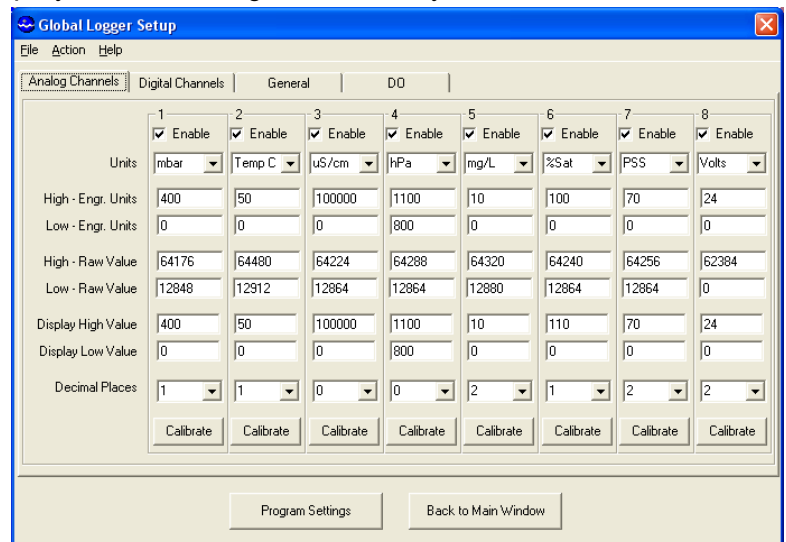 Global Logger Setup
File Action Help
Analog Channels Digital Channels General DO
1 2 3 4 5 6 7 8
Enable Enable Enable Enable Enable Enable Enable Enable
Units mbar Temp C uS/cm hPa mg/L %Sat PSS Volts
High - Engr. Units 400 50 100000 1100 10 100 70 24
Low - Engr. Units 0 0 0 800 0 0 0 0
High - Raw Value 64176 64480 64224 64288 64320 64240 64256 62384
Low - Raw Value 12848 12912 12864 12864 12880 12864 12864 0
Display High Value 400 50 100000 1100 10 110 70 24
Display Low Value 0 0 0 800 0 0 0 0
Decimal Places 1 1 0 0 2 1 2 2
Calibrate Calibrate Calibrate Calibrate Calibrate Calibrate Calibrate Calibrate
Program Settings Back to Main Window